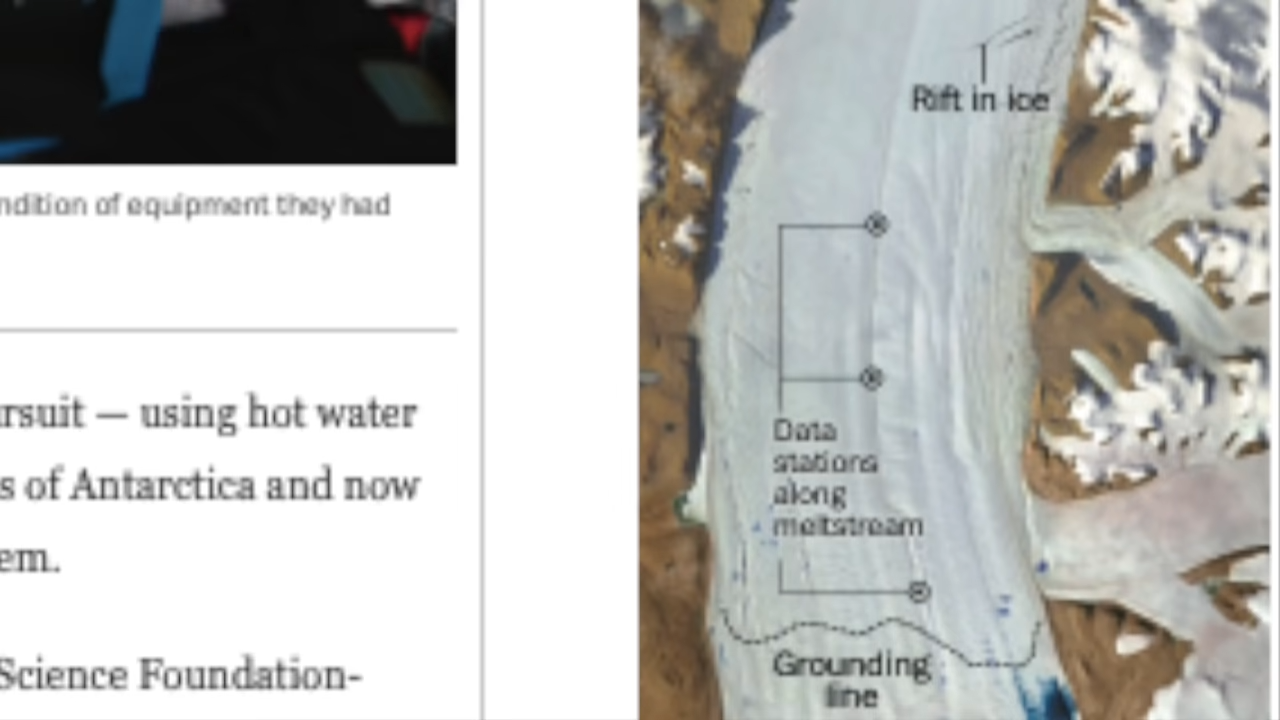 ndition of equipment they had
rsuit — using hot water
s of Antarctica and now
em.
Science Foundation-
Rift in ice
Data
stations
along
meltstream
Grounding
line